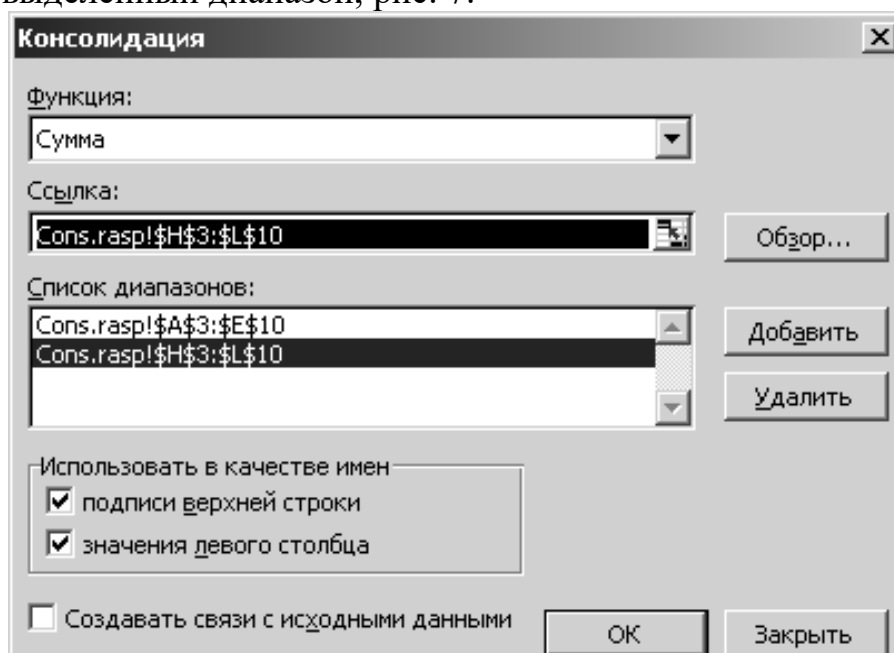 выделенный диапазон, рис. 7.
Консолидация
Функция:
Сумма
Ссылка:
Cons.rasp!$H$3:$L$10
Обзор...
Список диапазонов:
Cons.rasp!$A$3:$E$10
Cons.rasp!$H$3:$L$10
Добавить
Удалить
Использовать в качестве имен
подписи верхней строки
значения левого столбца
Создавать связи с исходными данными
OK
Закрыть